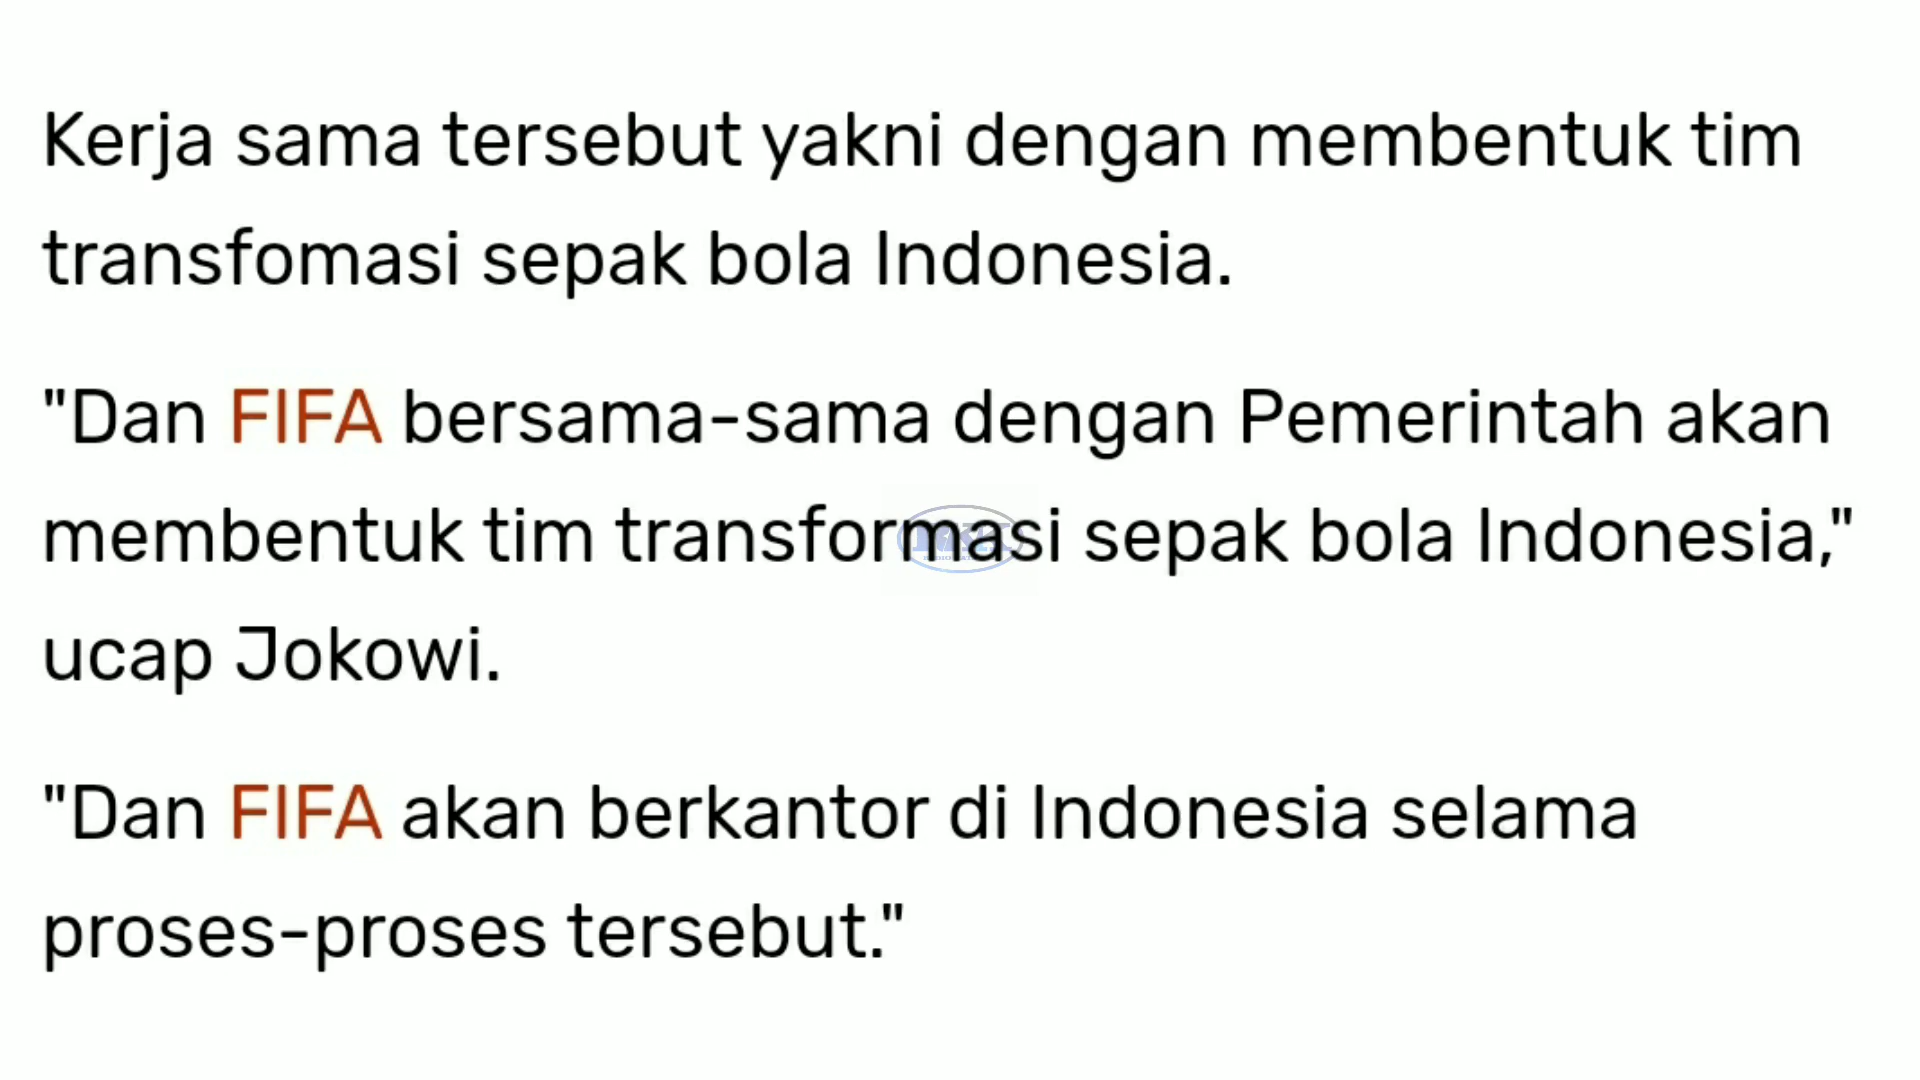 Kerja sama tersebut yakni dengan membentuk tim
transfomasi sepak bola Indonesia.
"Dan FIFA bersama-sama dengan Pemerintah akan
membentuk tim transformasi sepak bola Indonesia,"
ucap Jokowi.
"Dan FIFA akan berkantor di Indonesia selama
proses-proses tersebut."